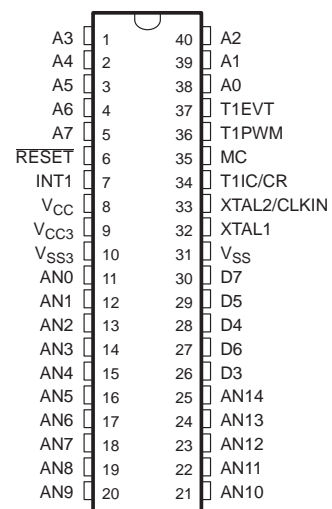 A3 1 40 A2
A4 2 39 A1
A5 3 38 A0
A6 4 37 T1EVT
A7 5 36 T1PWM
RESET 6 35 MC
INT1 7 34 T1IC/CR
VCC 8 33 XTAL2/CLKIN
VCC3 9 32 XTAL1
VSS3 10 31 VSS
AN0 11 30 D7
AN1 12 29 D5
AN2 13 28 D4
AN3 14 27 D6
AN4 15 26 D3
AN5 16 25 AN14
AN6 17 24 AN13
AN7 18 23 AN12
AN8 19 22 AN11
AN9 20 21 AN10